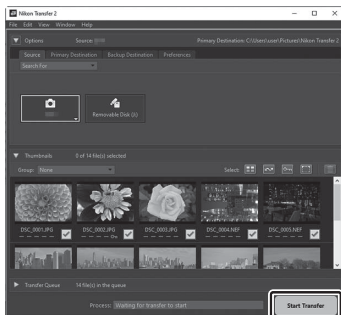 Nikon Transfer 2
File Edit View Window Help
Options Source: Primary Destination: C:\Users\user\Pictures\Nikon Transfer 2
Source Primary Destination Backup Destination Preferences
Search For
Removable Disk
Thumbnails 0 of 14 file(s) selected
Group: None Select:
DSC_0001.JPG DSC_0002.JPG DSC_0003.JPG DSC_0004.NEF DSC_0005.NEF
Transfer Queue 14 file(s) in the queue
Process: Waiting for transfer to start. Start Transfer